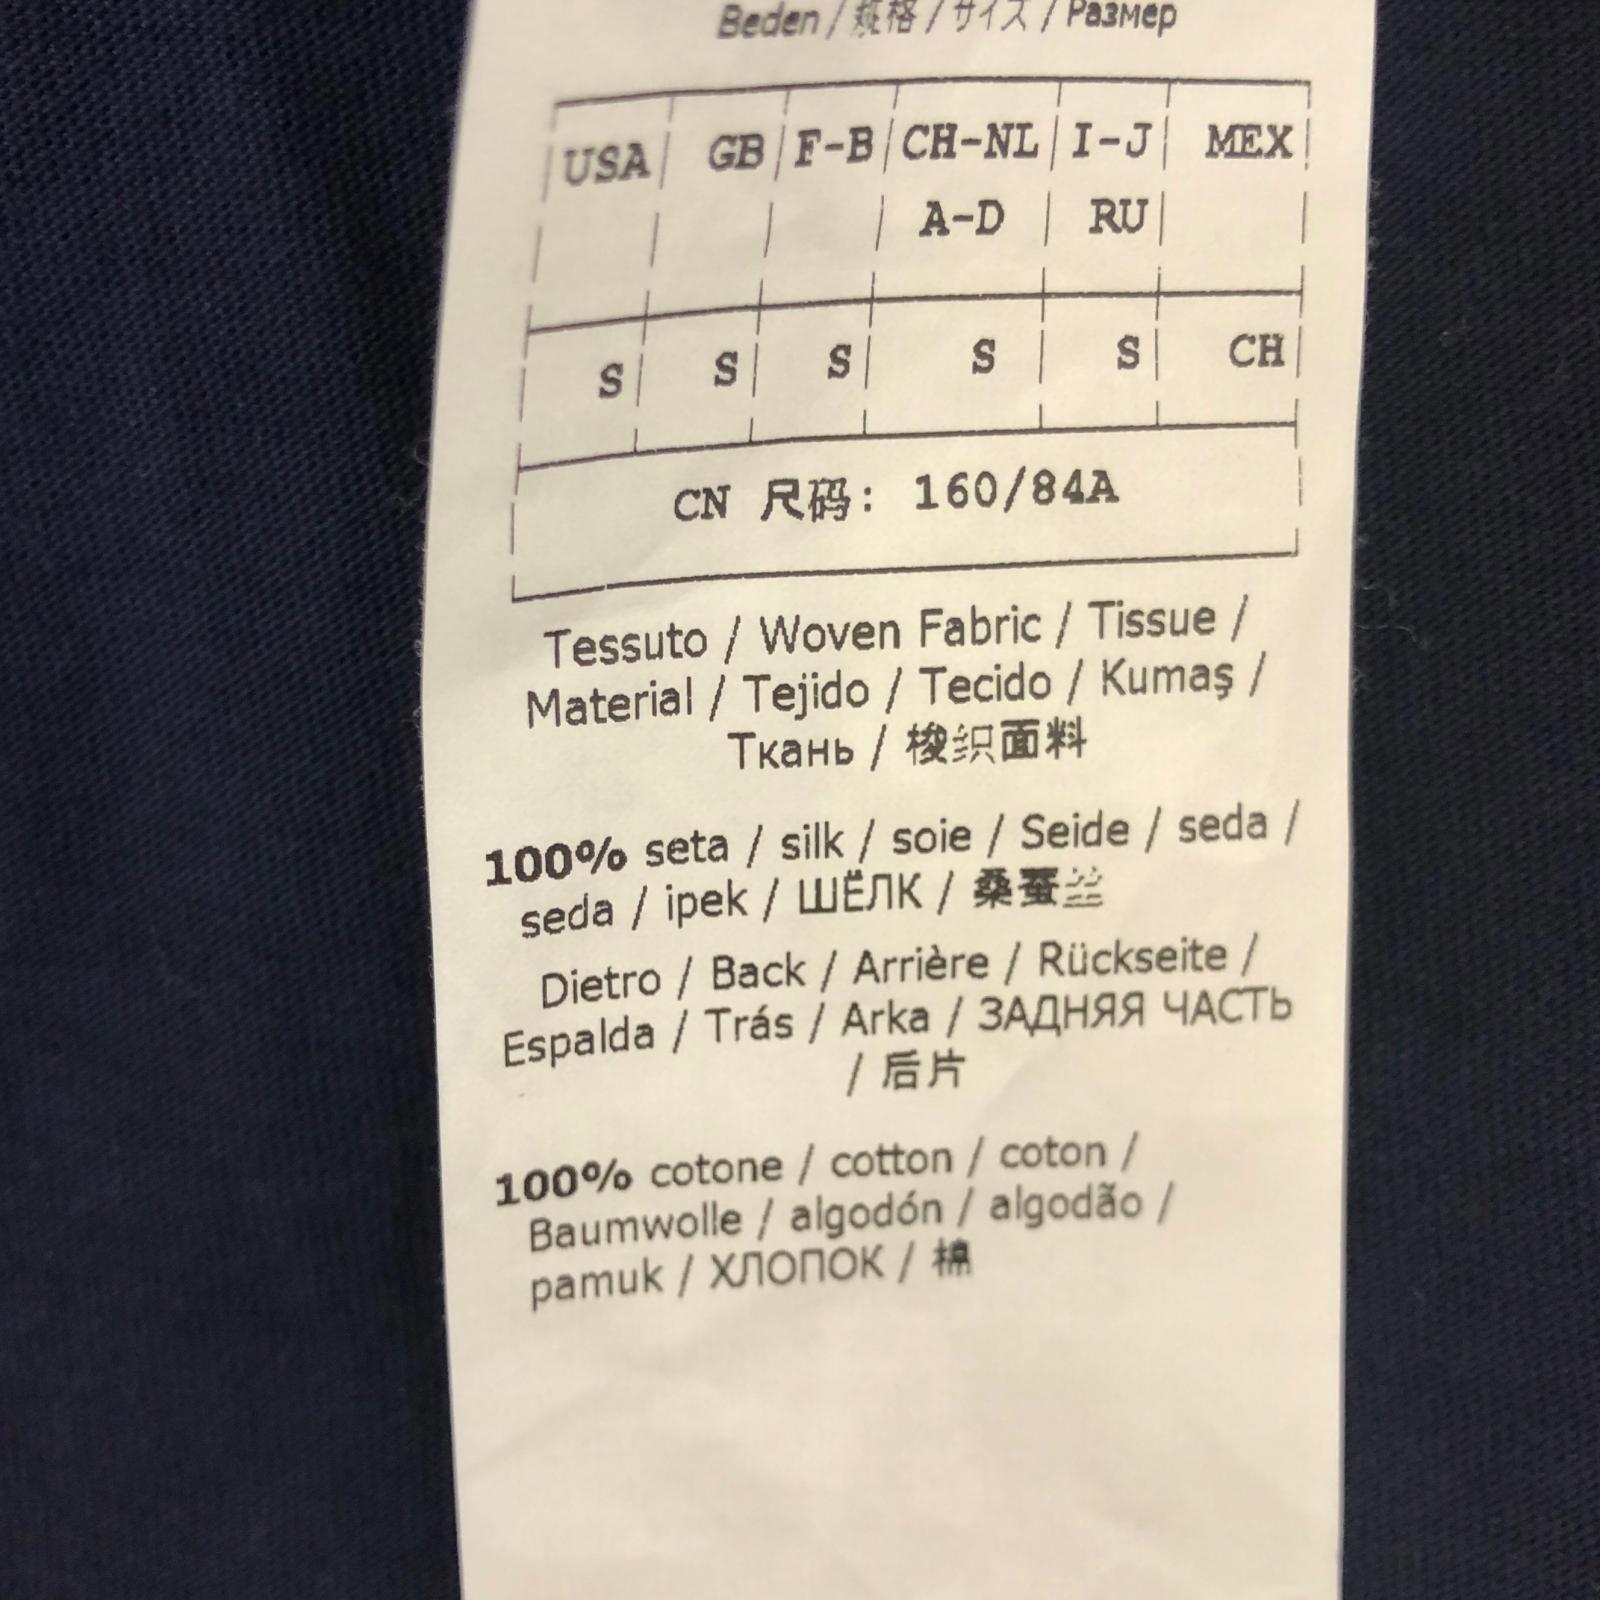 Beden / 规格 / サイズ / Размер
USA GB F-B CH-NL I-J MEX
A-D RU
S S S S S CH
CN 尺码: 160/84A
Tessuto / Woven Fabric / Tissue /
Material / Tejido / Tecido / Kumaş /
Ткань / 梭织面料
100% seta / silk / soie / Seide / seda /
seda / ipek / ШЁЛК / 桑蚕丝
Dietro / Back / Arrière / Rückseite /
Espalda / Trás / Arka / ЗАДНЯЯ ЧАСТЬ
/ 后片
100% cotone / cotton / coton /
Baumwolle / algodón / algodão /
pamuk / ХЛОПОК / 棉